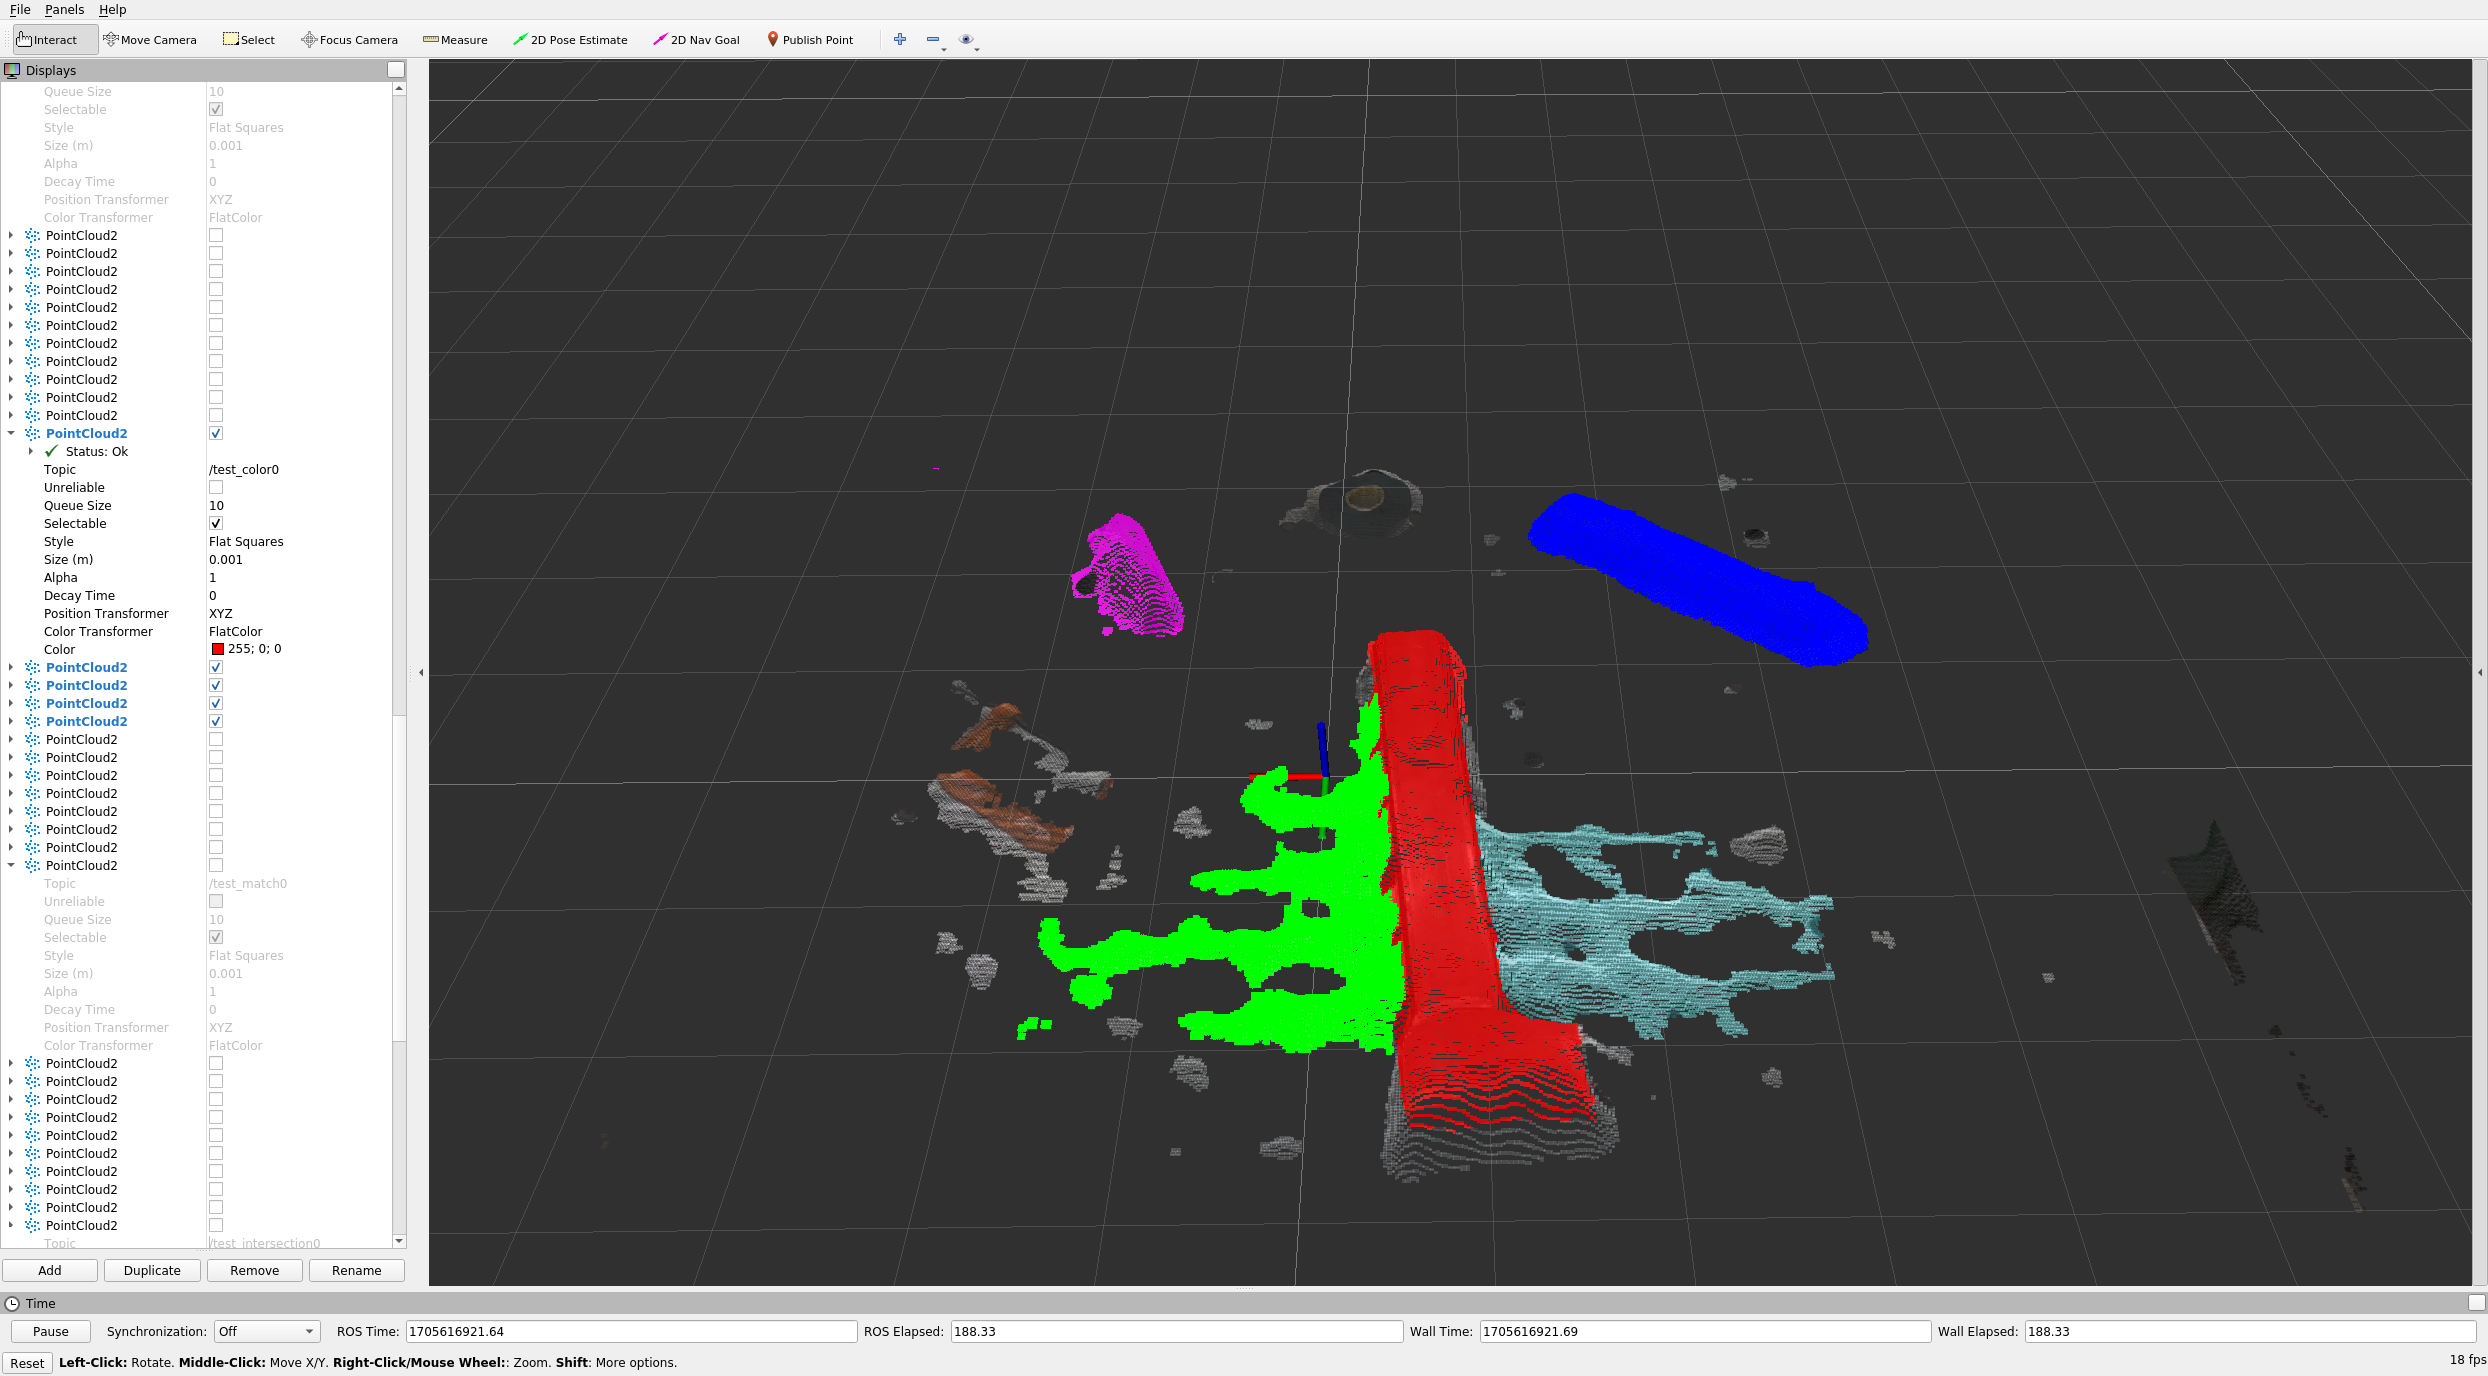 File Panels Help
Interact Move Camera Select Focus Camera Measure 2D Pose Estimate 2D Nav Goal Publish Point
Displays
Queue Size 10
Selectable
Style Flat Squares
Size (m) 0.001
Alpha 1
Decay Time 0
Position Transformer XYZ
Color Transformer FlatColor
PointCloud2
PointCloud2
PointCloud2
PointCloud2
PointCloud2
PointCloud2
PointCloud2
PointCloud2
PointCloud2
PointCloud2
PointCloud2
PointCloud2
Status: Ok
Topic /test_color0
Unreliable
Queue Size 10
Selectable
Style Flat Squares
Size (m) 0.001
Alpha 1
Decay Time 0
Position Transformer XYZ
Color Transformer FlatColor
Color 255; 0; 0
PointCloud2
PointCloud2
PointCloud2
PointCloud2
PointCloud2
PointCloud2
PointCloud2
PointCloud2
PointCloud2
PointCloud2
PointCloud2
PointCloud2
Topic /test_match0
Unreliable
Queue Size 10
Selectable
Style Flat Squares
Size (m) 0.001
Alpha 1
Decay Time 0
Position Transformer XYZ
Color Transformer FlatColor
PointCloud2
PointCloud2
PointCloud2
PointCloud2
PointCloud2
PointCloud2
PointCloud2
PointCloud2
PointCloud2
PointCloud2
Topic /test_intersection0
Add Duplicate Remove Rename
Time
Pause Synchronization: Off ROS Time: 1705616921.64 ROS Elapsed: 188.33 Wall Time: 1705616921.69 Wall Elapsed: 188.33
Reset Left-Click: Rotate. Middle-Click: Move X/Y. Right-Click/Mouse Wheel:: Zoom. Shift: More options. 18 fps